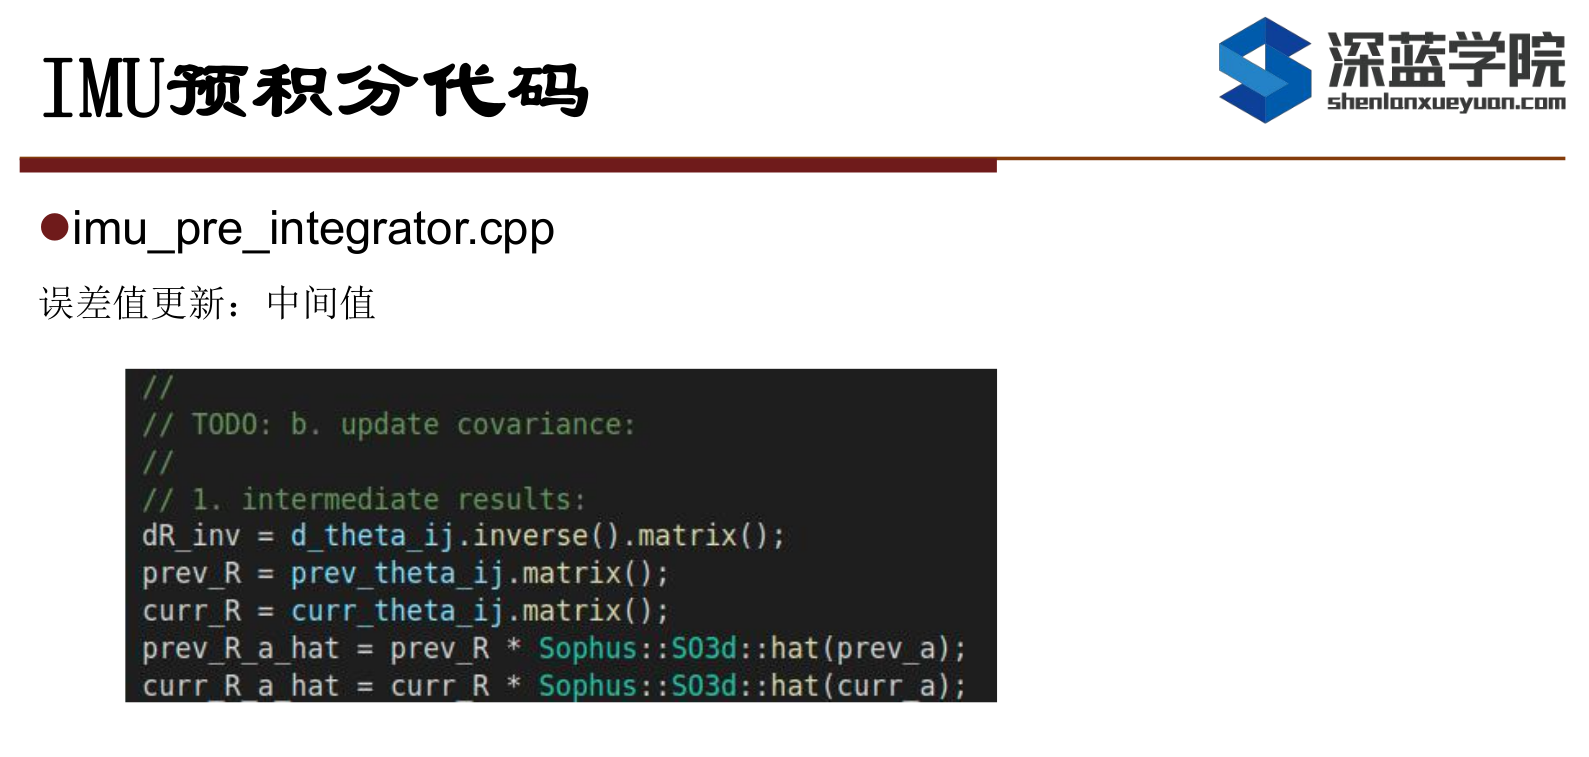 IMU预积分代码
深蓝学院
shenlanxueyuan.com
imu_pre_integrator.cpp
误差值更新：中间值
//
// TODO: b. update covariance:
//
// 1. intermediate results:
dR_inv = d_theta_ij.inverse().matrix();
prev_R = prev_theta_ij.matrix();
curr_R = curr_theta_ij.matrix();
prev_R_a_hat = prev_R * Sophus::SO3d::hat(prev_a);
curr_R_a_hat = curr_R * Sophus::SO3d::hat(curr_a);